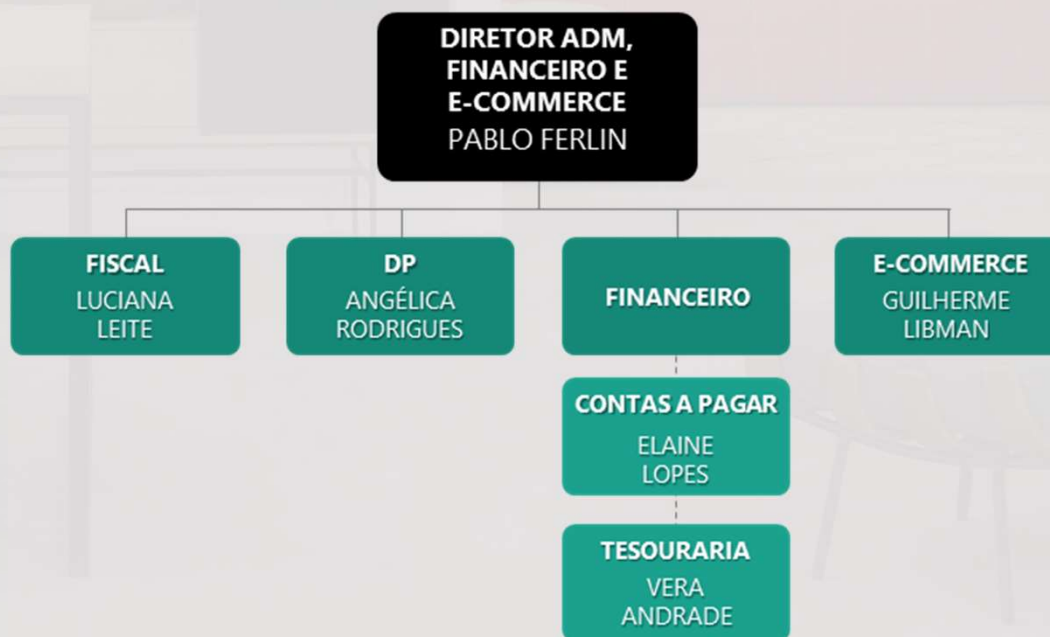 DIRETOR ADM,
FINANCEIRO E
E-COMMERCE
PABLO FERLIN
FISCAL
LUCIANA
LEITE
DP
ANGÉLICA
RODRIGUES
FINANCEIRO
E-COMMERCE
GUILHERME
LIBMAN
CONTAS A PAGAR
ELAINE
LOPES
TESOURARIA
VERA
ANDRADE